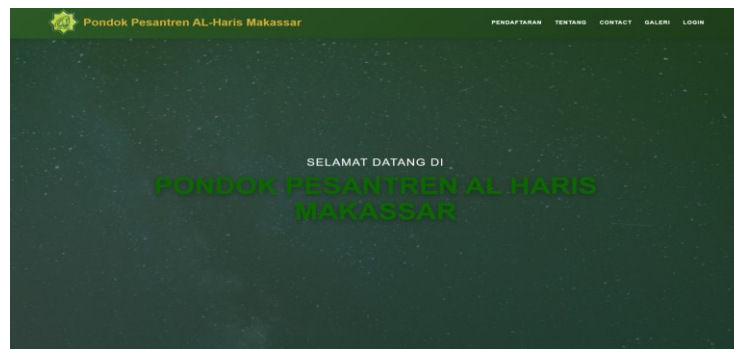 Pondok Pesantren AL-Haris Makassar
PENDAFTARAN TENTANG CONTACT GALERI LOGIN
SELAMAT DATANG DI
PONDOK PESANTREN AL HARIS
MAKASSAR